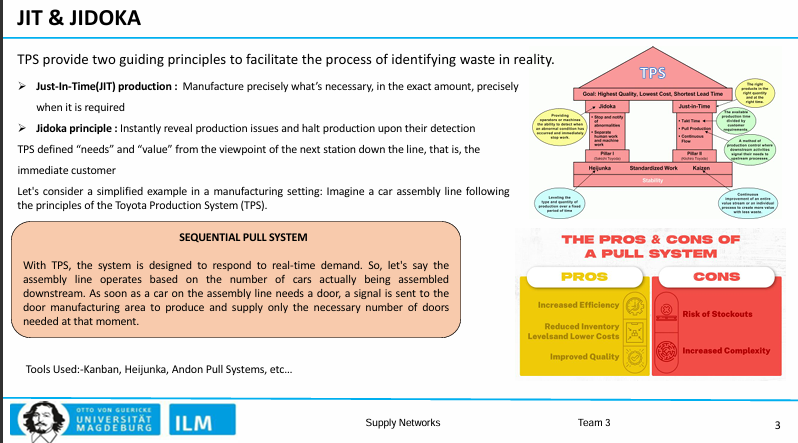 JIT & JIDOKA
TPS provide two guiding principles to facilitate the process of identifying waste in reality.
➢ Just-In-Time(JIT) production : Manufacture precisely what's necessary, in the exact amount, precisely
when it is required
➢ Jidoka principle : Instantly reveal production issues and halt production upon their detection
TPS defined “needs” and “value” from the viewpoint of the next station down the line, that is, the
immediate customer
Let's consider a simplified example in a manufacturing setting: Imagine a car assembly line following
the principles of the Toyota Production System (TPS).
SEQUENTIAL PULL SYSTEM
With TPS, the system is designed to respond to real-time demand. So, let's say the
assembly line operates based on the number of cars actually being assembled
downstream. As soon as a car on the assembly line needs a door, a signal is sent to the
door manufacturing area to produce and supply only the necessary number of doors
needed at that moment.
Tools Used:-Kanban, Heijunka, Andon Pull Systems, etc...
TPS
Goal: Highest Quality, Lowest Cost, Shortest Lead Time
Jidoka
• Stop and notify
of
abnormalities
• Separate
human work
and machine
work
Pillar I
(Sakichi Toyoda)
Just-in-Time
• Takt Time
• Pull Production
• Continuous
Flow
Pillar II
(Kiichiro Toyoda)
Heijunka Standardized Work Kaizen
Stability
Providing
operators or machines
the ability to detect when
an abnormal condition has
occurred and immediately
stop work.
The right
products in the
right quantity
and at the
right time.
The available
production time
divided by
customer
requirements.
A method of
production control where
downstream activities
signal their needs to
upstream processes.
Leveling the
type and quantity of
production over a fixed
period of time
Continuous
improvement of an entire
value stream or an individual
process to create more value
with less waste.
THE PROS & CONS OF
A PULL SYSTEM
PROS
Increased Efficiency
Reduced Inventory
Levelsand Lower Costs
Improved Quality
CONS
Risk of Stockouts
Increased Complexity
OTTO VON GUERICKE
UNIVERSITÄT
MAGDEBURG
ILM
Supply Networks
Team 3
3